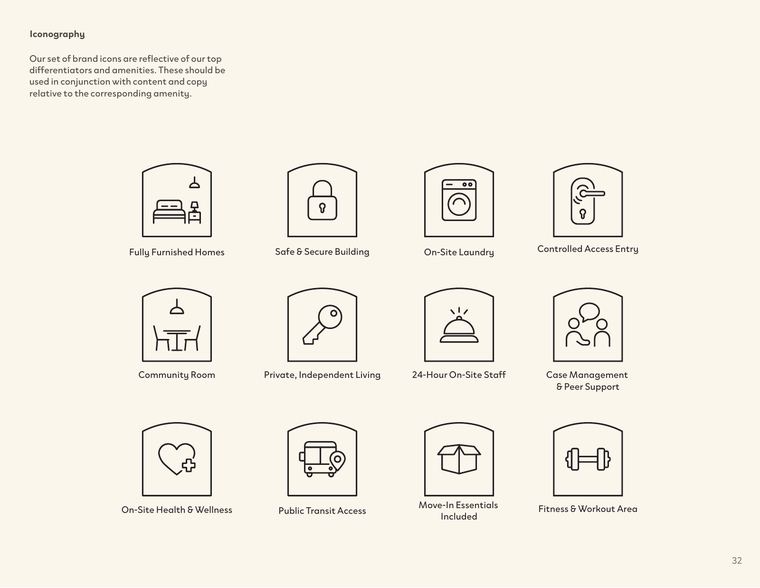 Iconography
Our set of brand icons are reflective of our top
differentiators and amenities. These should be
used in conjunction with content and copy
relative to the corresponding amenity.
Fully Furnished Homes
Safe & Secure Building
On-Site Laundry
Controlled Access Entry
Community Room
Private, Independent Living
24-Hour On-Site Staff
Case Management
& Peer Support
On-Site Health & Wellness
Public Transit Access
Move-In Essentials
Included
Fitness & Workout Area
32